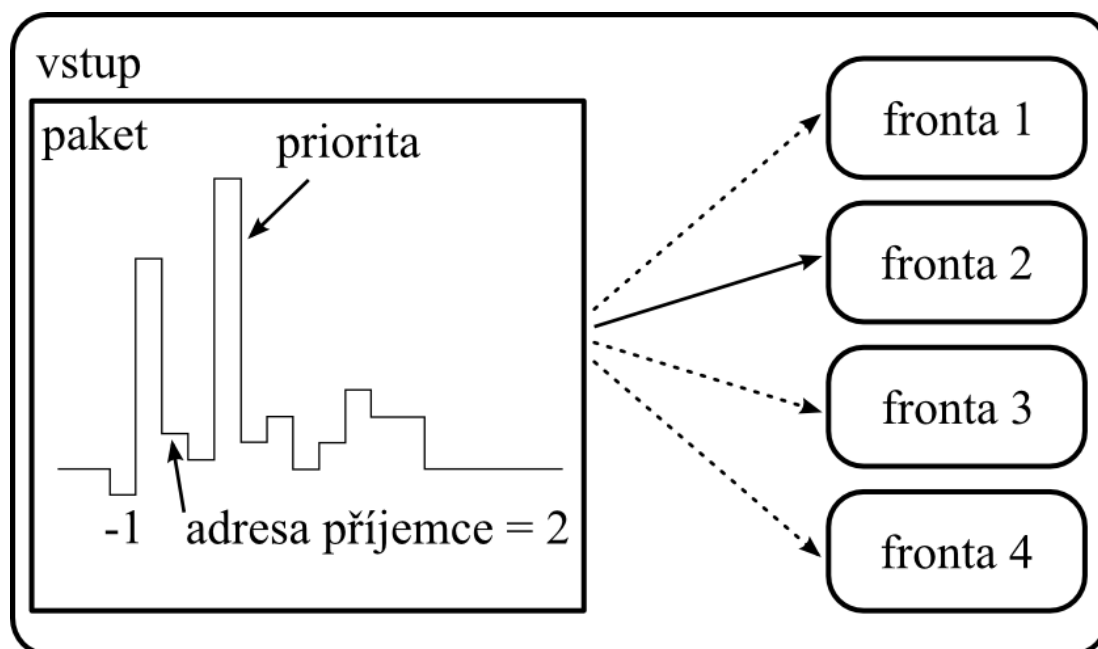 vstup
paket
priorita
-1
adresa příjemce = 2
fronta 1
fronta 2
fronta 3
fronta 4